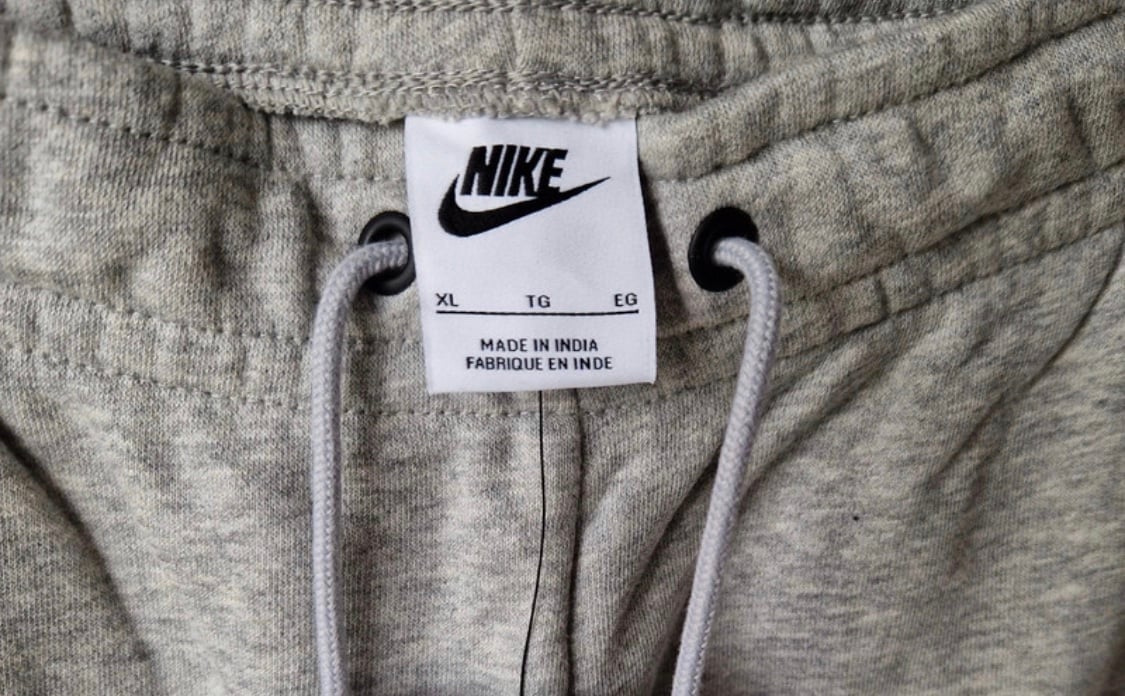 NIKE
XL TG EG
MADE IN INDIA
FABRIQUE EN INDE